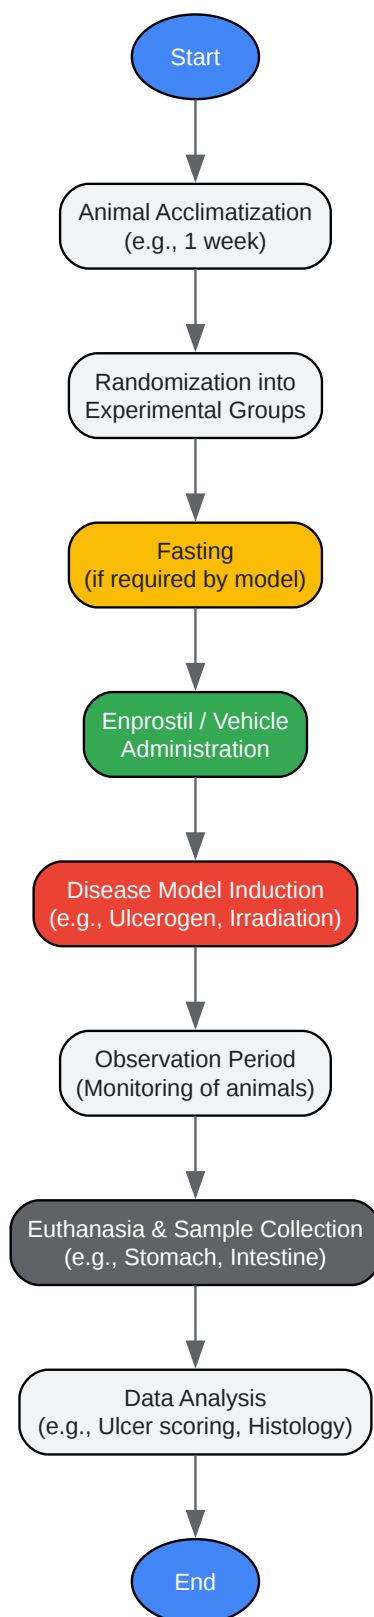 Start
Animal Acclimatization
(e.g., 1 week)
Randomization into
Experimental Groups
Fasting
(if required by model)
Enprostil / Vehicle
Administration
Disease Model Induction
(e.g., Ulcerogen, Irradiation)
Observation Period
(Monitoring of animals)
Euthanasia & Sample Collection
(e.g., Stomach, Intestine)
Data Analysis
(e.g., Ulcer scoring, Histology)
End